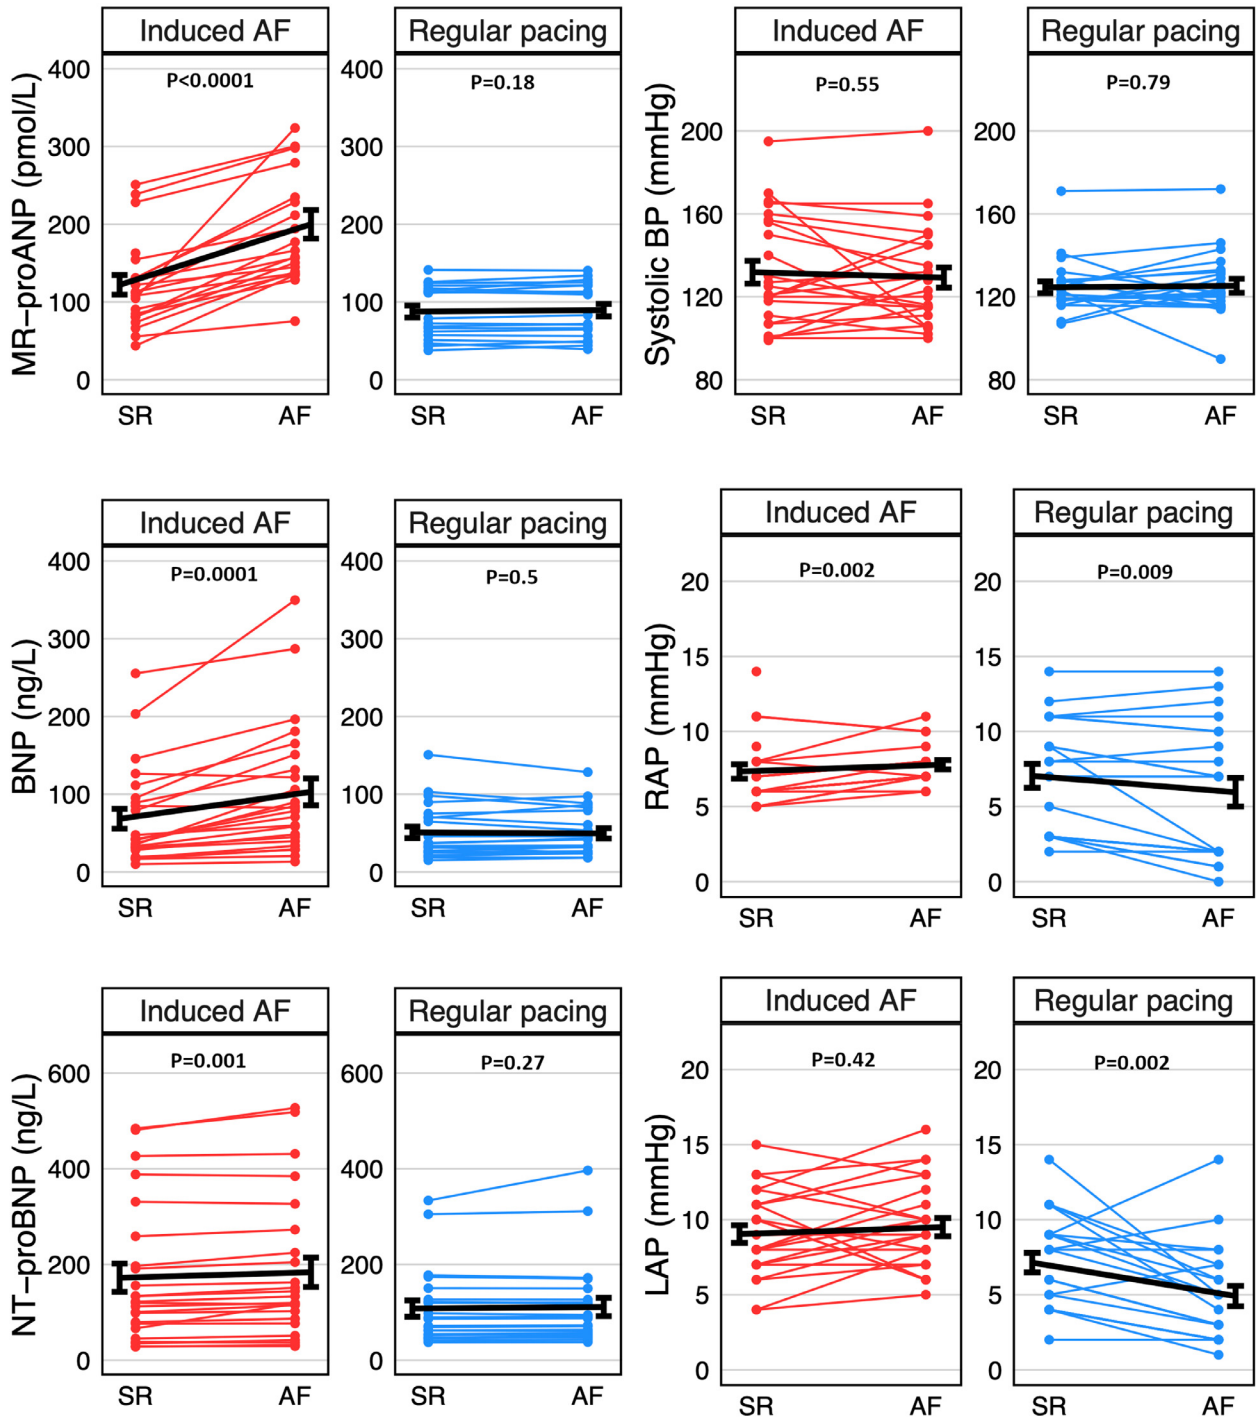 Induced AF
Regular pacing
MR–proANP (pmol/L)
P<0.0001
P=0.18
400
300
200
100
0
400
300
200
100
0
SR
AF
SR
AF
Induced AF
Regular pacing
Systolic BP (mmHg)
P=0.55
P=0.79
200
160
120
80
200
160
120
80
SR
AF
SR
AF
Induced AF
Regular pacing
BNP (ng/L)
P=0.0001
P=0.5
400
300
200
100
0
400
300
200
100
0
SR
AF
SR
AF
Induced AF
Regular pacing
RAP (mmHg)
P=0.002
P=0.009
20
15
10
5
0
20
15
10
5
0
SR
AF
SR
AF
Induced AF
Regular pacing
NT–proBNP (ng/L)
P=0.001
P=0.27
600
400
200
0
600
400
200
0
SR
AF
SR
AF
Induced AF
Regular pacing
LAP (mmHg)
P=0.42
P=0.002
20
15
10
5
0
20
15
10
5
0
SR
AF
SR
AF